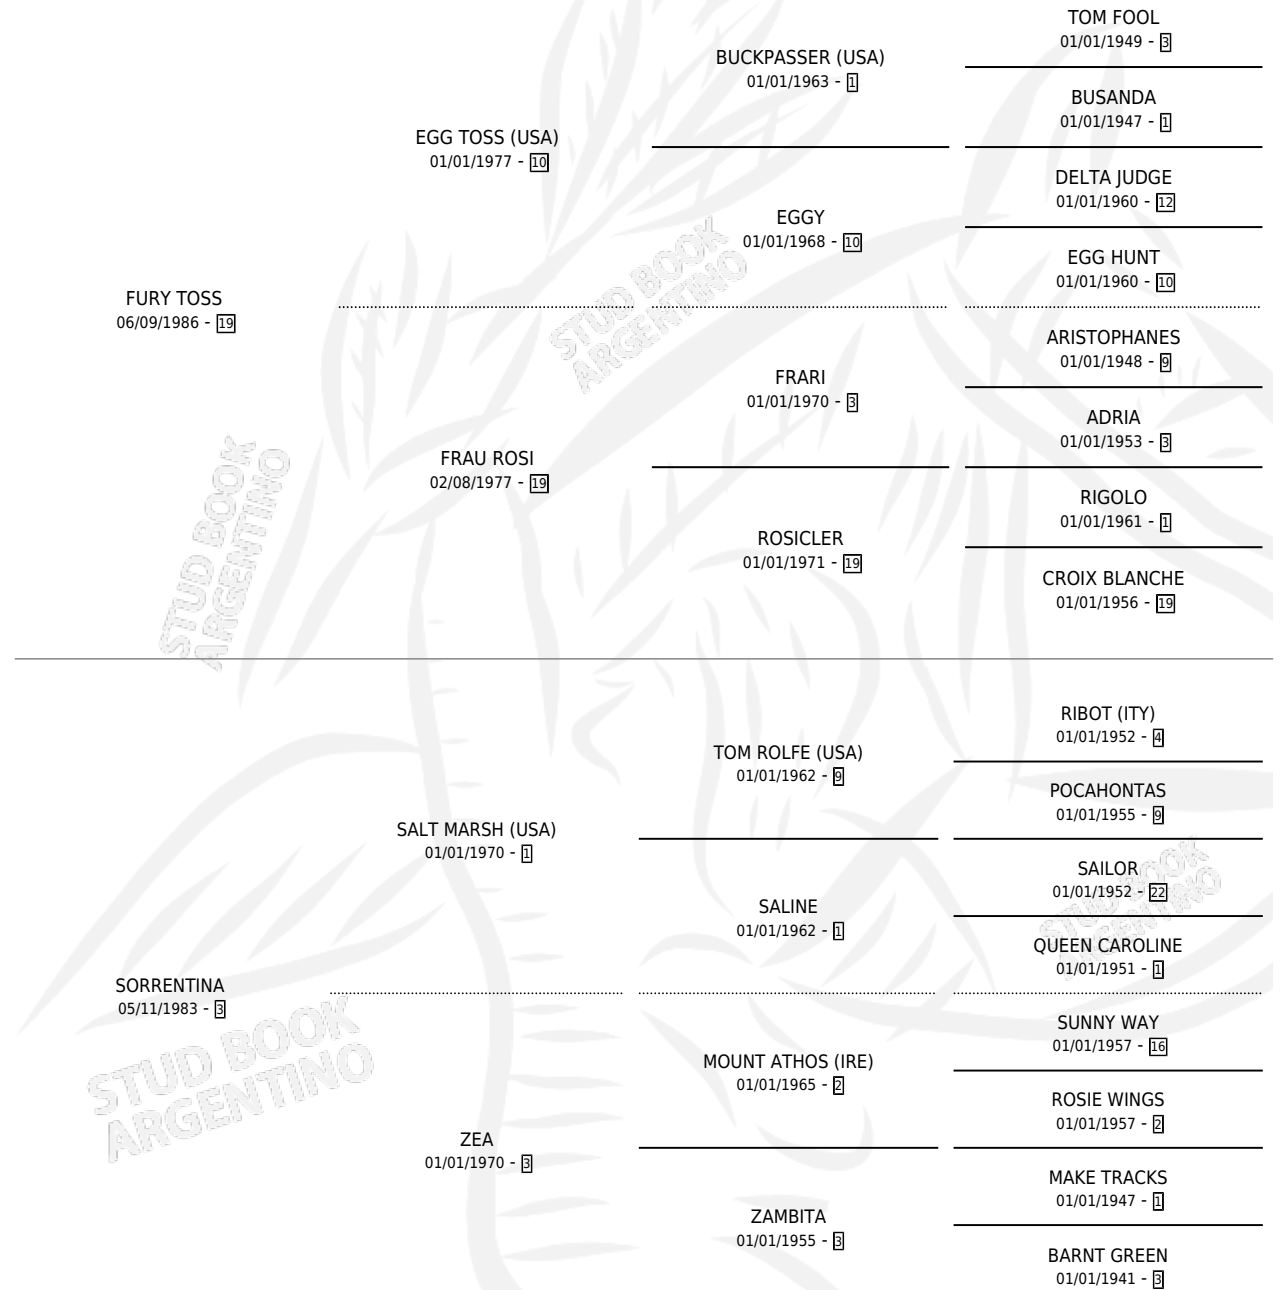 TOM FOOL
01/01/1949 - 3
BUCKPASSER (USA)
01/01/1963 - 1
BUSANDA
01/01/1947 - 1
EGG TOSS (USA)
01/01/1977 - 10
DELTA JUDGE
01/01/1960 - 12
EGGY
01/01/1968 - 10
EGG HUNT
01/01/1960 - 10
FURY TOSS
06/09/1986 - 19
ARISTOPHANES
01/01/1948 - 9
FRARI
01/01/1970 - 3
ADRIA
01/01/1953 - 3
FRAU ROSI
02/08/1977 - 19
RIGOLO
01/01/1961 - 1
ROSICLER
01/01/1971 - 19
CROIX BLANCHE
01/01/1956 - 19
RIBOT (ITY)
01/01/1952 - 4
TOM ROLFE (USA)
01/01/1962 - 9
POCAHONTAS
01/01/1955 - 9
SALT MARSH (USA)
01/01/1970 - 1
SAILOR
01/01/1952 - 22
SALINE
01/01/1962 - 1
QUEEN CAROLINE
01/01/1951 - 1
SORRENTINA
05/11/1983 - 3
SUNNY WAY
01/01/1957 - 16
MOUNT ATHOS (IRE)
01/01/1965 - 2
ROSIE WINGS
01/01/1957 - 2
ZEA
01/01/1970 - 3
MAKE TRACKS
01/01/1947 - 1
ZAMBITA
01/01/1955 - 3
BARNT GREEN
01/01/1941 - 3
STUD BOOK
ARGENTINO
STUD BOOK
ARGENTINO
STUD BOOK
ARGENTINO
STUD BOOK
ARGENTINO